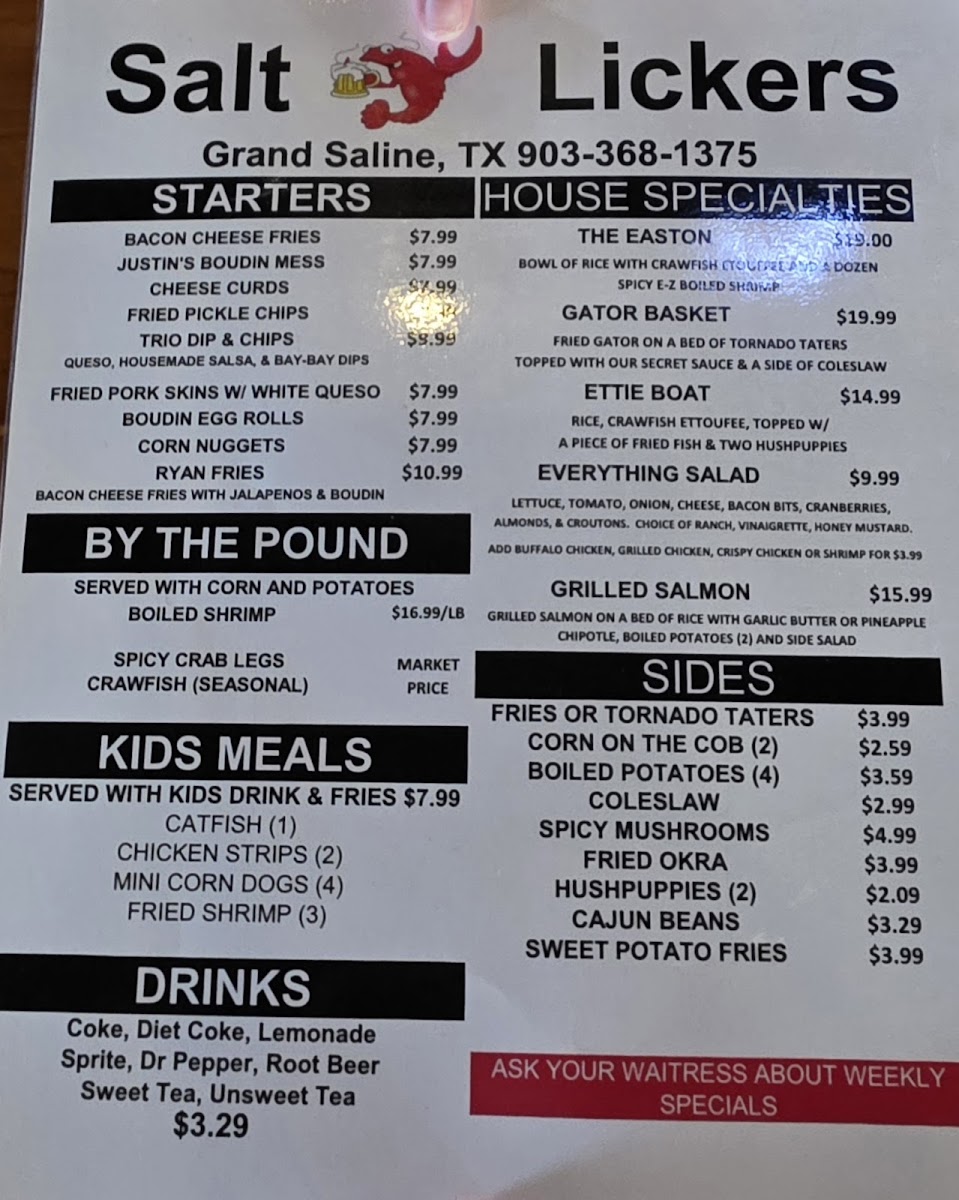 Salt Lickers
Grand Saline, TX 903-368-1375
STARTERS
BACON CHEESE FRIES $7.99
JUSTIN'S BOUDIN MESS $7.99
CHEESE CURDS $7.99
FRIED PICKLE CHIPS
TRIO DIP & CHIPS $8.99
QUESO, HOUSEMADE SALSA, & BAY-BAY DIPS
FRIED PORK SKINS W/ WHITE QUESO $7.99
BOUDIN EGG ROLLS $7.99
CORN NUGGETS $7.99
RYAN FRIES $10.99
BACON CHEESE FRIES WITH JALAPENOS & BOUDIN
BY THE POUND
SERVED WITH CORN AND POTATOES
BOILED SHRIMP $16.99/LB
SPICY CRAB LEGS MARKET
CRAWFISH (SEASONAL) PRICE
KIDS MEALS
SERVED WITH KIDS DRINK & FRIES $7.99
CATFISH (1)
CHICKEN STRIPS (2)
MINI CORN DOGS (4)
FRIED SHRIMP (3)
DRINKS
Coke, Diet Coke, Lemonade
Sprite, Dr Pepper, Root Beer
Sweet Tea, Unsweet Tea
$3.29
HOUSE SPECIALTIES
THE EASTON $19.00
BOWL OF RICE WITH CRAWFISH ETOUFFEE AND A DOZEN
SPICY E-Z BOILED SHRIMP
GATOR BASKET $19.99
FRIED GATOR ON A BED OF TORNADO TATERS
TOPPED WITH OUR SECRET SAUCE & A SIDE OF COLESLAW
ETTIE BOAT $14.99
RICE, CRAWFISH ETTOUFEE, TOPPED W/
A PIECE OF FRIED FISH & TWO HUSHPUPPIES
EVERYTHING SALAD $9.99
LETTUCE, TOMATO, ONION, CHEESE, BACON BITS, CRANBERRIES,
ALMONDS, & CROUTONS. CHOICE OF RANCH, VINAIGRETTE, HONEY MUSTARD.
ADD BUFFALO CHICKEN, GRILLED CHICKEN, CRISPY CHICKEN OR SHRIMP FOR $3.99
GRILLED SALMON $15.99
GRILLED SALMON ON A BED OF RICE WITH GARLIC BUTTER OR PINEAPPLE
CHIPOTLE, BOILED POTATOES (2) AND SIDE SALAD
SIDES
FRIES OR TORNADO TATERS $3.99
CORN ON THE COB (2) $2.59
BOILED POTATOES (4) $3.59
COLESLAW $2.99
SPICY MUSHROOMS $4.99
FRIED OKRA $3.99
HUSHPUPPIES (2) $2.09
CAJUN BEANS $3.29
SWEET POTATO FRIES $3.99
ASK YOUR WAITRESS ABOUT WEEKLY
SPECIALS